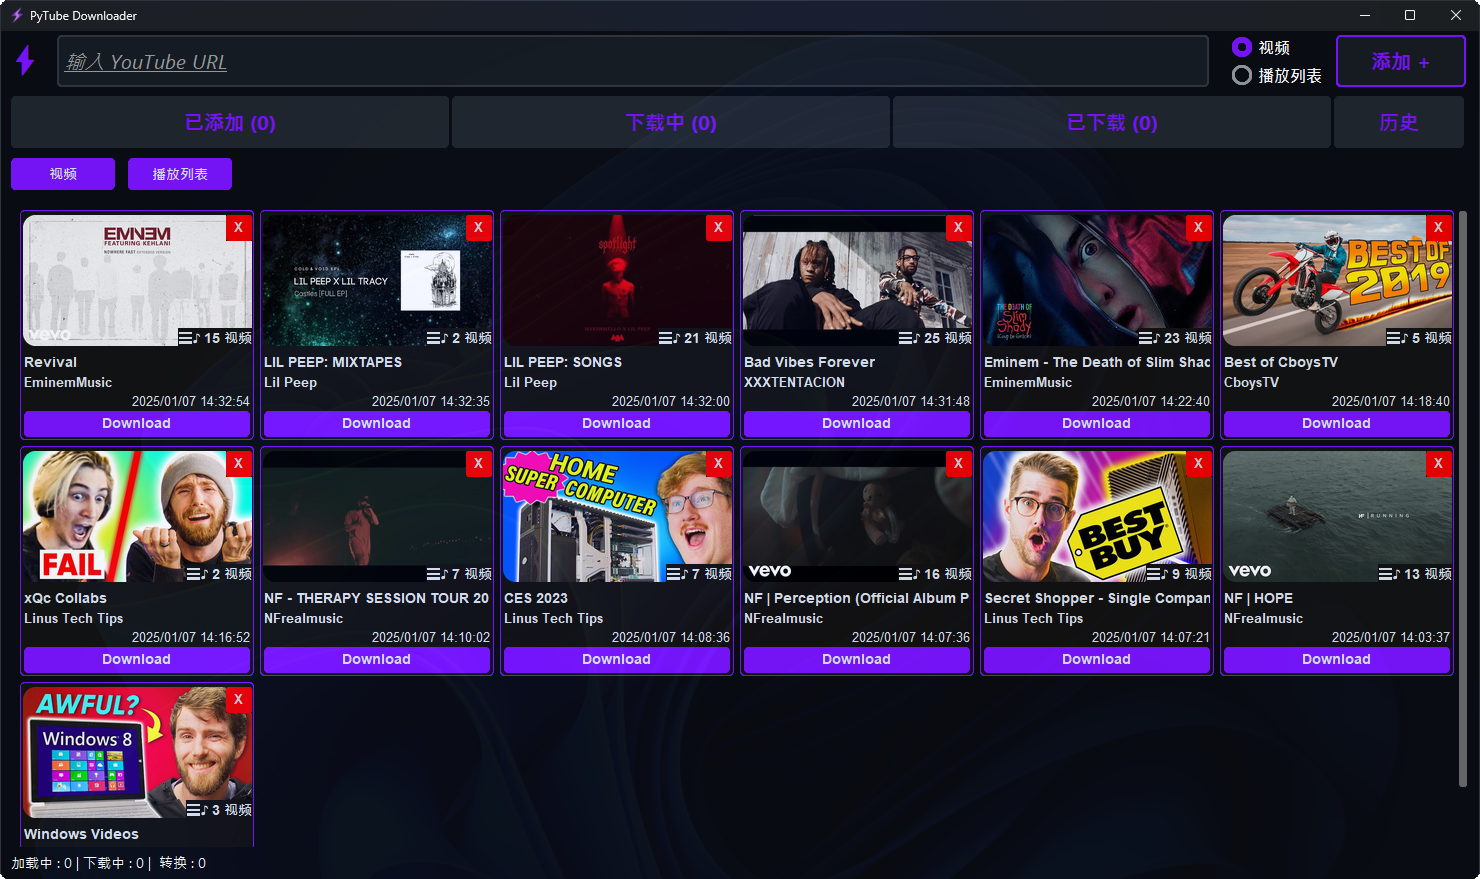 PyTube Downloader
输入 YouTube URL
视频
播放列表
添加 +
已添加 (0)
下载中 (0)
已下载 (0)
历史
视频
播放列表
EMINEM
FEATURING KEHLANI
NOWHERE FAST EXTENDED VERSION
vevo
X
15 视频
Revival
EminemMusic
2025/01/07 14:32:54
Download
COLD & VOID XPL
LIL PEEP X LIL TRACY
Castles [FULL EP]
X
2 视频
LIL PEEP: MIXTAPES
Lil Peep
2025/01/07 14:32:35
Download
spotlight
MARSHMELLO X LIL PEEP
X
21 视频
LIL PEEP: SONGS
Lil Peep
2025/01/07 14:32:00
Download
X
25 视频
Bad Vibes Forever
XXXTENTACION
2025/01/07 14:31:48
Download
THE DEATH OF
Slim
Shady
X
23 视频
Eminem - The Death of Slim Shad
EminemMusic
2025/01/07 14:22:40
Download
BEST OF
2019
X
5 视频
Best of CboysTV
CboysTV
2025/01/07 14:18:40
Download
FAIL
X
2 视频
xQc Collabs
Linus Tech Tips
2025/01/07 14:16:52
Download
X
7 视频
NF - THERAPY SESSION TOUR 20
NFrealmusic
2025/01/07 14:10:02
Download
HOME
SUPER COMPUTER
X
7 视频
CES 2023
Linus Tech Tips
2025/01/07 14:08:36
Download
vevo
X
16 视频
NF | Perception (Official Album P
NFrealmusic
2025/01/07 14:07:36
Download
BEST
BUY
X
9 视频
Secret Shopper - Single Compan
Linus Tech Tips
2025/01/07 14:07:21
Download
NF | RUNNING
vevo
X
13 视频
NF | HOPE
NFrealmusic
2025/01/07 14:03:37
Download
AWFUL?
Windows 8
X
3 视频
Windows Videos
加载中 : 0 | 下载中 : 0 | 转换 : 0